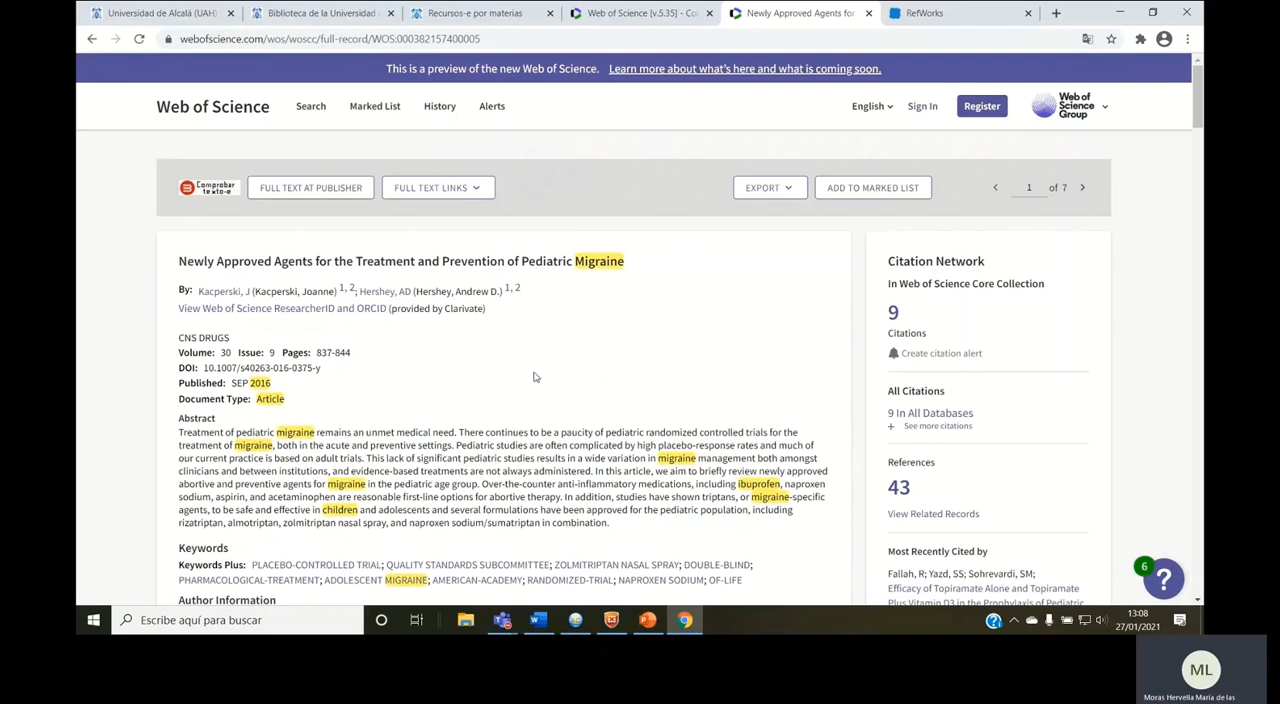 Universidad de Alcalá (UAH)
Biblioteca de la Universidad
Recursos-e por materias
Web of Science [v.5.35] - Co
Newly Approved Agents for
RefWorks
webofscience.com/wos/woscc/full-record/WOS:000382157400005
This is a preview of the new Web of Science. Learn more about what's here and what is coming soon.
Web of Science
Search
Marked List
History
Alerts
English
Sign In
Register
Web of Science Group
Comprobar texto-e
FULL TEXT AT PUBLISHER
FULL TEXT LINKS
EXPORT
ADD TO MARKED LIST
1 of 7
Newly Approved Agents for the Treatment and Prevention of Pediatric Migraine
By: Kacperski, J (Kacperski, Joanne) 1, 2; Hershey, AD (Hershey, Andrew D.) 1, 2
View Web of Science ResearcherID and ORCID (provided by Clarivate)
CNS DRUGS
Volume: 30 Issue: 9 Pages: 837-844
DOI: 10.1007/s40263-016-0375-y
Published: SEP 2016
Document Type: Article
Abstract
Treatment of pediatric migraine remains an unmet medical need. There continues to be a paucity of pediatric randomized controlled trials for the
treatment of migraine, both in the acute and preventive settings. Pediatric studies are often complicated by high placebo-response rates and much of
our current practice is based on adult trials. This lack of significant pediatric studies results in a wide variation in migraine management both amongst
clinicians and between institutions, and evidence-based treatments are not always administered. In this article, we aim to briefly review newly approved
abortive and preventive agents for migraine in the pediatric age group. Over-the-counter anti-inflammatory medications, including ibuprofen, naproxen
sodium, aspirin, and acetaminophen are reasonable first-line options for abortive therapy. In addition, studies have shown triptans, or migraine-specific
agents, to be safe and effective in children and adolescents and several formulations have been approved for the pediatric population, including
rizatriptan, almotriptan, zolmitriptan nasal spray, and naproxen sodium/sumatriptan in combination.
Keywords
Keywords Plus: PLACEBO-CONTROLLED TRIAL; QUALITY STANDARDS SUBCOMMITTEE; ZOLMITRIPTAN NASAL SPRAY; DOUBLE-BLIND;
PHARMACOLOGICAL-TREATMENT; ADOLESCENT MIGRAINE; AMERICAN-ACADEMY; RANDOMIZED-TRIAL; NAPROXEN SODIUM; OF-LIFE
Author Information
Citation Network
In Web of Science Core Collection
9
Citations
Create citation alert
All Citations
9 In All Databases
+ See more citations
References
43
View Related Records
Most Recently Cited by
Fallah, R; Yazd, SS; Sohrevardi, SM;
Efficacy of Topiramate Alone and Topiramate
Plus Vitamin D3 in the Prophylaxis of Pediatric
6
?
Escribe aquí para buscar
13:08
27/01/2021
ML
Moras Hervella Maria de las